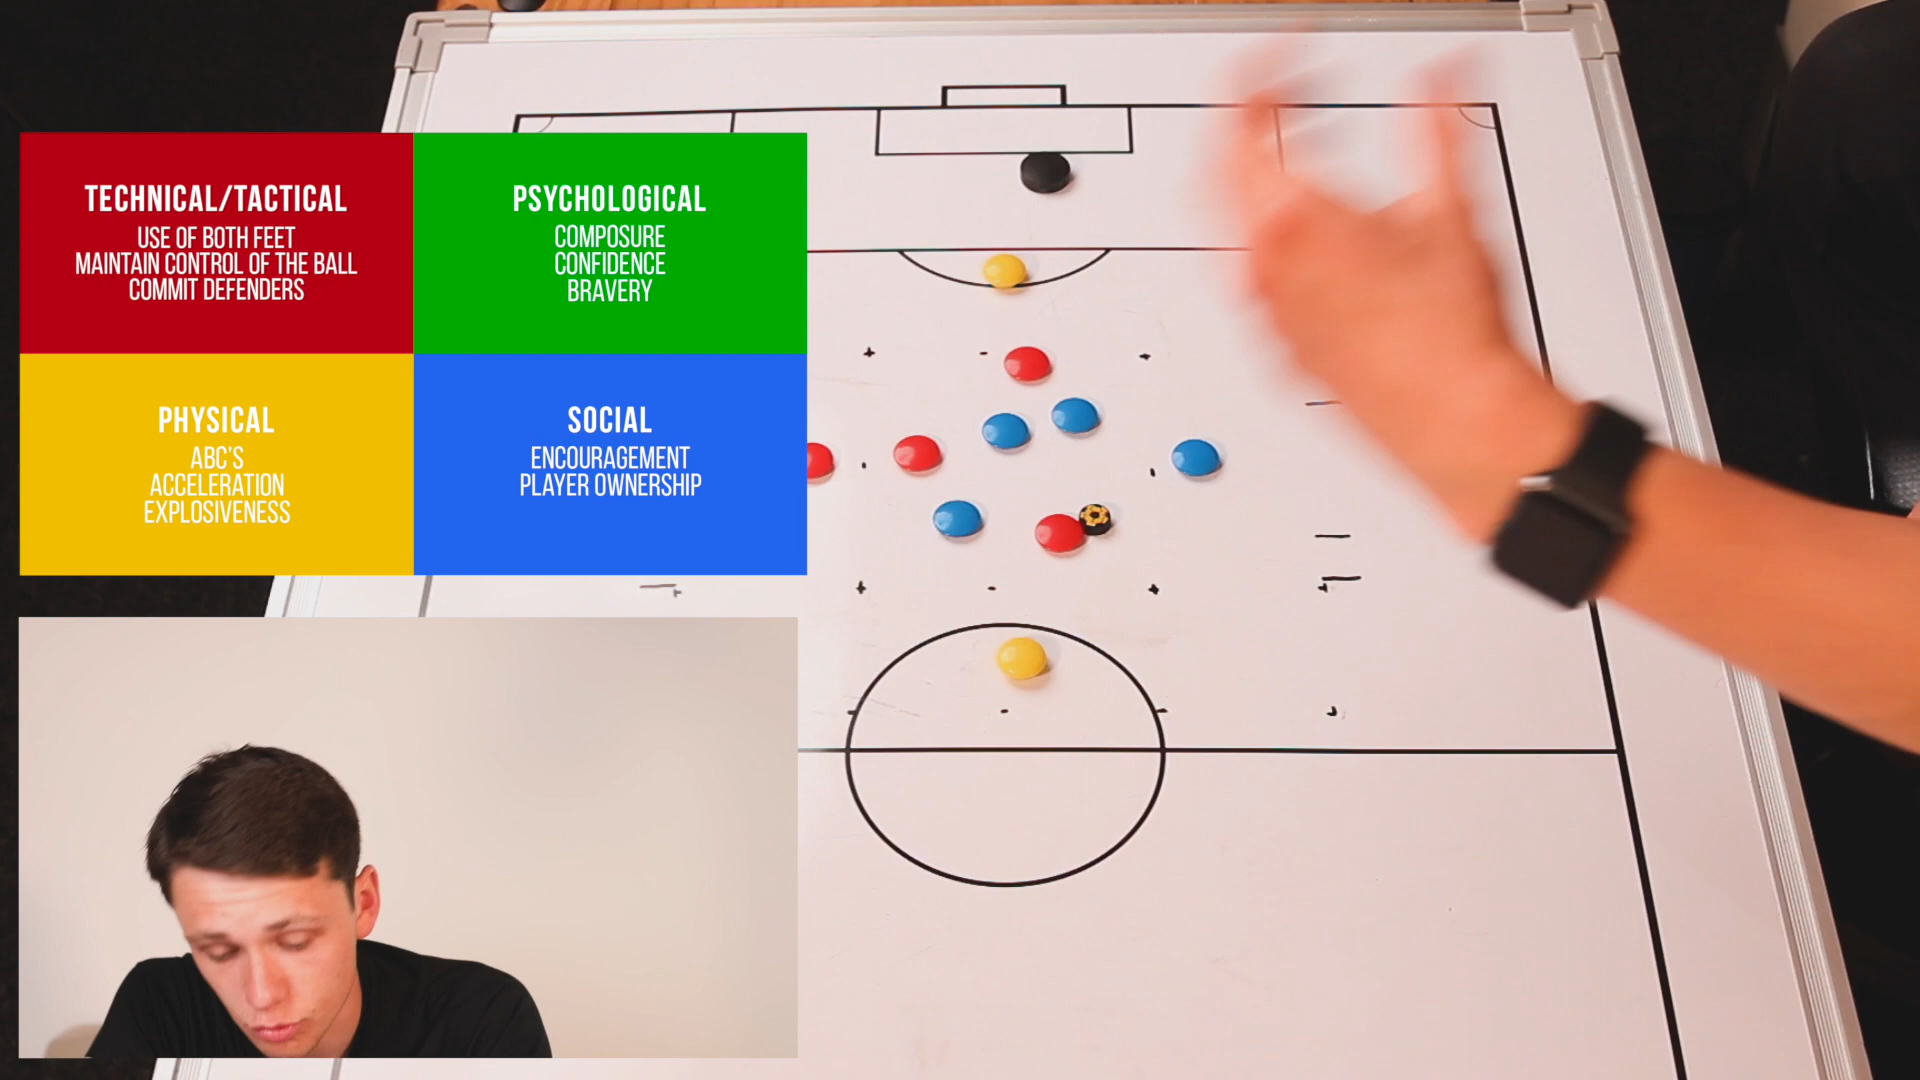 TECHNICAL/TACTICAL
USE OF BOTH FEET
MAINTAIN CONTROL OF THE BALL
COMMIT DEFENDERS
PSYCHOLOGICAL
COMPOSURE
CONFIDENCE
BRAVERY
PHYSICAL
ABC'S
ACCELERATION
EXPLOSIVENESS
SOCIAL
ENCOURAGEMENT
PLAYER OWNERSHIP